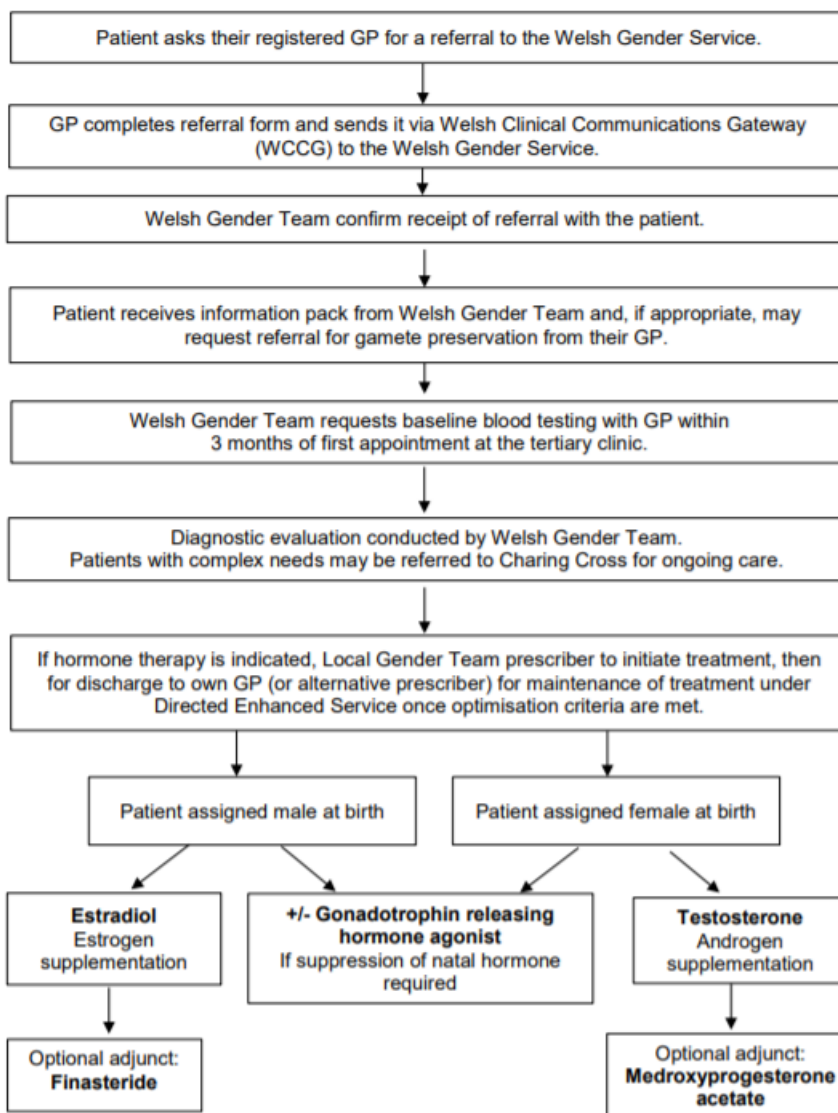 Patient asks their registered GP for a referral to the Welsh Gender Service.
GP completes referral form and sends it via Welsh Clinical Communications Gateway
(WCCG) to the Welsh Gender Service.
Welsh Gender Team confirm receipt of referral with the patient.
Patient receives information pack from Welsh Gender Team and, if appropriate, may
request referral for gamete preservation from their GP.
Welsh Gender Team requests baseline blood testing with GP within
3 months of first appointment at the tertiary clinic.
Diagnostic evaluation conducted by Welsh Gender Team.
Patients with complex needs may be referred to Charing Cross for ongoing care.
If hormone therapy is indicated, Local Gender Team prescriber to initiate treatment, then
for discharge to own GP (or alternative prescriber) for maintenance of treatment under
Directed Enhanced Service once optimisation criteria are met.
Patient assigned male at birth
Patient assigned female at birth
Estradiol
Estrogen
supplementation
+/- Gonadotrophin releasing
hormone agonist
If suppression of natal hormone
required
Testosterone
Androgen
supplementation
Optional adjunct:
Finasteride
Optional adjunct:
Medroxyprogesterone
acetate